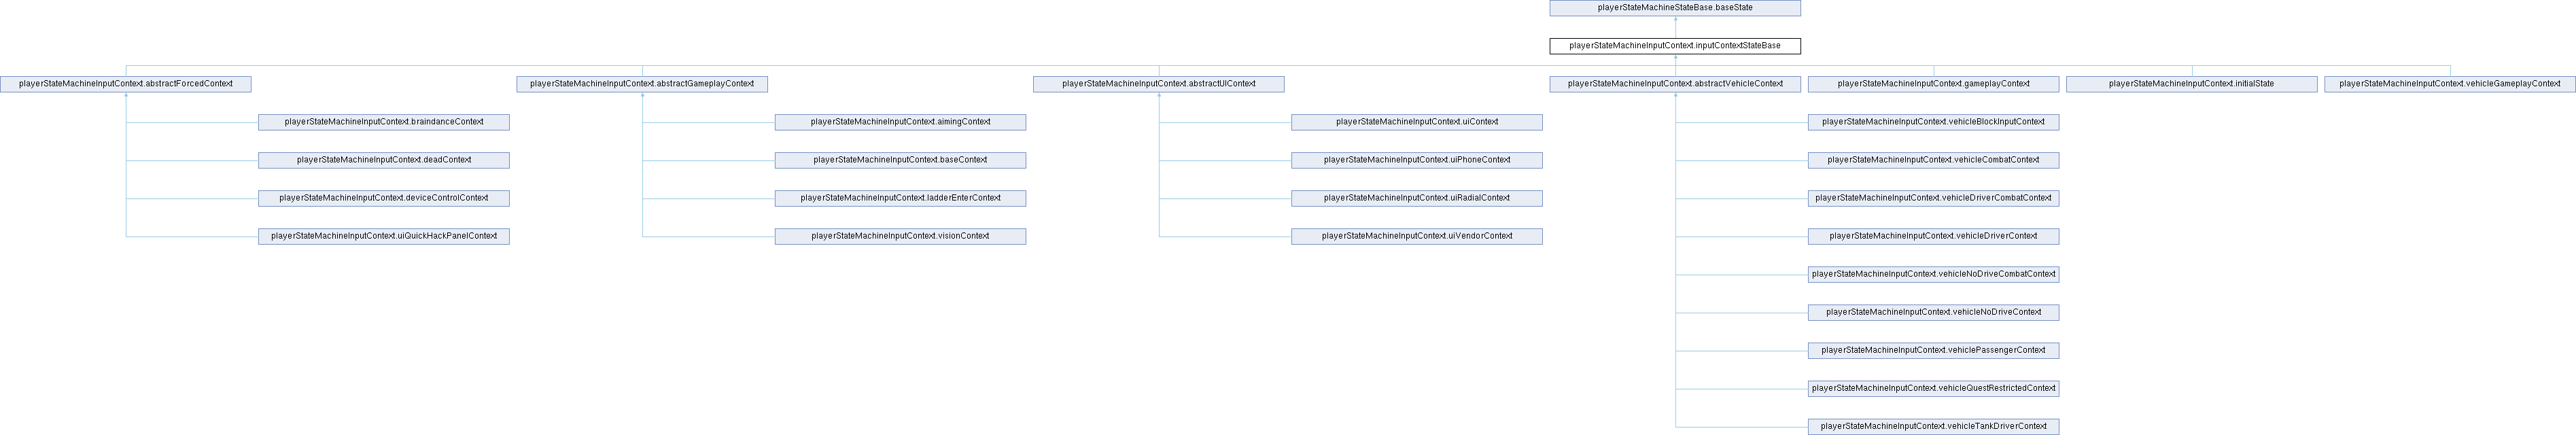 playerStateMachineStateBase.baseState
playerStateMachineInputContext.inputContextStateBase
playerStateMachineInputContext.abstractForcedContext
playerStateMachineInputContext.abstractGameplayContext
playerStateMachineInputContext.abstractUIContext
playerStateMachineInputContext.abstractVehicleContext
playerStateMachineInputContext.gameplayContext
playerStateMachineInputContext.initialState
playerStateMachineInputContext.vehicleGameplayContext
playerStateMachineInputContext.braindanceContext
playerStateMachineInputContext.aimingContext
playerStateMachineInputContext.uiContext
playerStateMachineInputContext.vehicleBlockInputContext
playerStateMachineInputContext.deadContext
playerStateMachineInputContext.baseContext
playerStateMachineInputContext.uiPhoneContext
playerStateMachineInputContext.vehicleCombatContext
playerStateMachineInputContext.deviceControlContext
playerStateMachineInputContext.ladderEnterContext
playerStateMachineInputContext.uiRadialContext
playerStateMachineInputContext.vehicleDriverCombatContext
playerStateMachineInputContext.uiQuickHackPanelContext
playerStateMachineInputContext.visionContext
playerStateMachineInputContext.uiVendorContext
playerStateMachineInputContext.vehicleDriverContext
playerStateMachineInputContext.vehicleNoDriveCombatContext
playerStateMachineInputContext.vehicleNoDriveContext
playerStateMachineInputContext.vehiclePassengerContext
playerStateMachineInputContext.vehicleQuestRestrictedContext
playerStateMachineInputContext.vehicleTankDriverContext